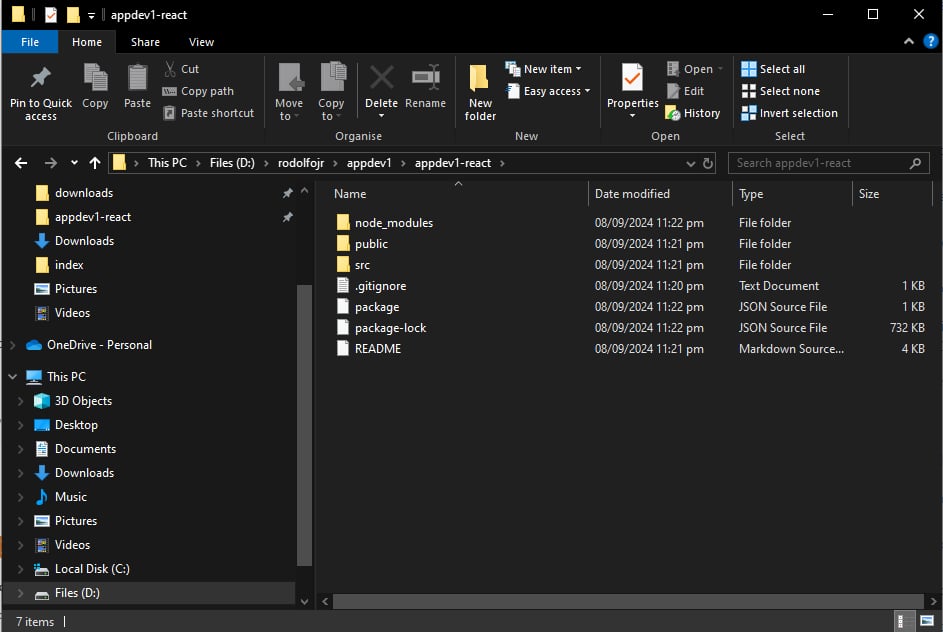 appdev1-react
File Home Share View
Pin to Quick access
Copy
Paste
Cut
Copy path
Paste shortcut
Clipboard
Move to
Copy to
Delete
Rename
Organise
New folder
New item
Easy access
New
Properties
Open
Edit
History
Open
Select all
Select none
Invert selection
Select
This PC > Files (D:) > rodolfojr > appdev1 > appdev1-react >
Search appdev1-react
downloads
appdev1-react
Downloads
index
Pictures
Videos
OneDrive - Personal
This PC
3D Objects
Desktop
Documents
Downloads
Music
Pictures
Videos
Local Disk (C:)
Files (D:)
Name Date modified Type Size
node_modules 08/09/2024 11:22 pm File folder
public 08/09/2024 11:21 pm File folder
src 08/09/2024 11:21 pm File folder
.gitignore 08/09/2024 11:20 pm Text Document 1 KB
package 08/09/2024 11:22 pm JSON Source File 1 KB
package-lock 08/09/2024 11:22 pm JSON Source File 732 KB
README 08/09/2024 11:21 pm Markdown Source... 4 KB
7 items